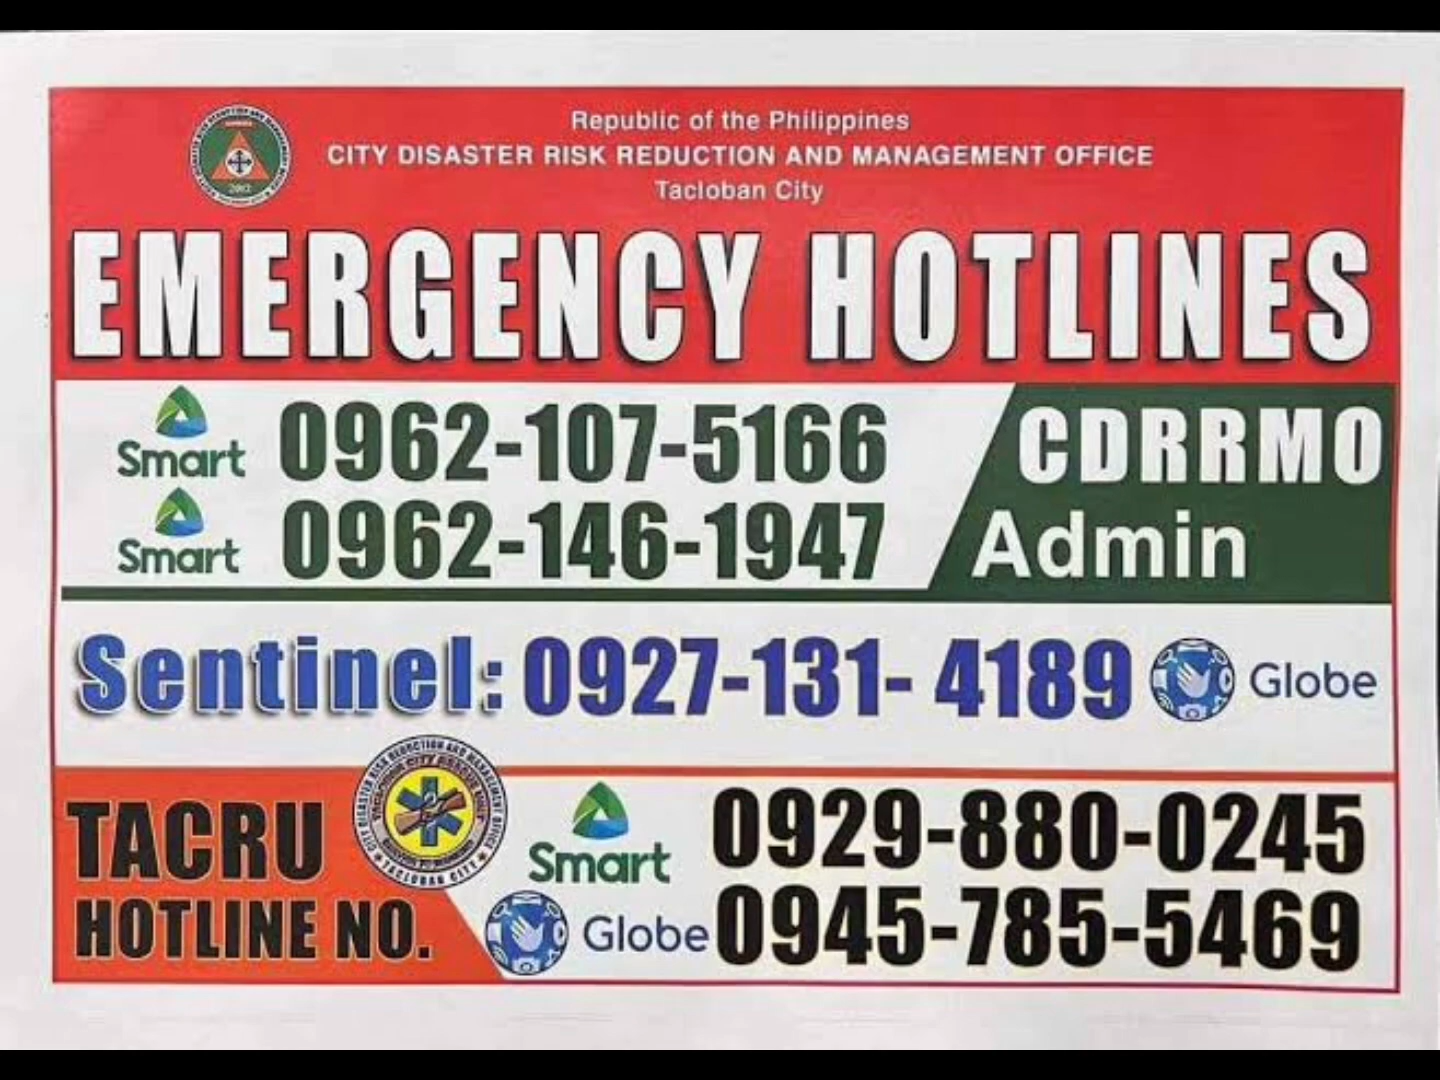 Republic of the Philippines
CITY DISASTER RISK REDUCTION AND MANAGEMENT OFFICE
Tacloban City
EMERGENCY HOTLINES
Smart 0962-107-5166
Smart 0962-146-1947
CDRRMO
Admin
Sentinel: 0927-131- 4189 Globe
TACRU
HOTLINE NO.
Smart 0929-880-0245
Globe 0945-785-5469